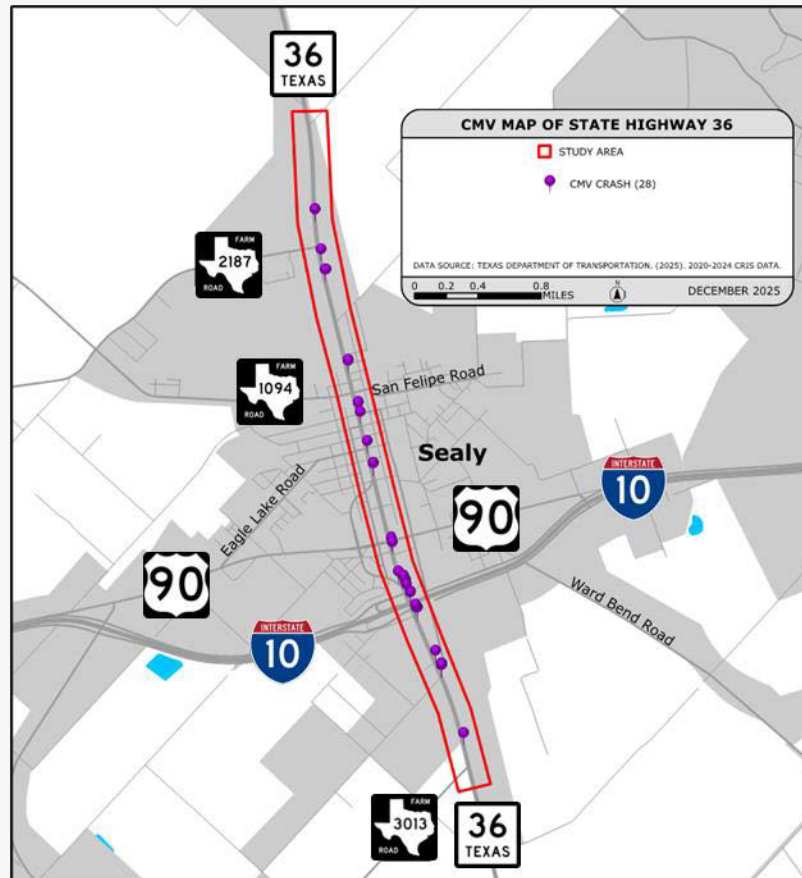 36
TEXAS
CMV MAP OF STATE HIGHWAY 36
STUDY AREA
CMV CRASH (28)
DATA SOURCE: TEXAS DEPARTMENT OF TRANSPORTATION. (2025). 2020-2024 CRIS DATA.
0 0.2 0.4 0.8
MILES
N
DECEMBER 2025
FARM
2187
ROAD
FARM
1094
ROAD
San Felipe Road
Sealy
Eagle Lake Road
INTERSTATE
10
90
90
Ward Bend Road
INTERSTATE
10
FARM
3013
ROAD
36
TEXAS